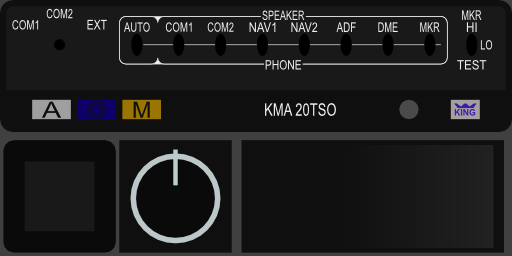 COM1 COM2 EXT
SPEAKER
AUTO COM1 COM2 NAV1 NAV2 ADF DME MKR
PHONE
MKR
HI
LO
TEST
A M KMA 20TSO KING